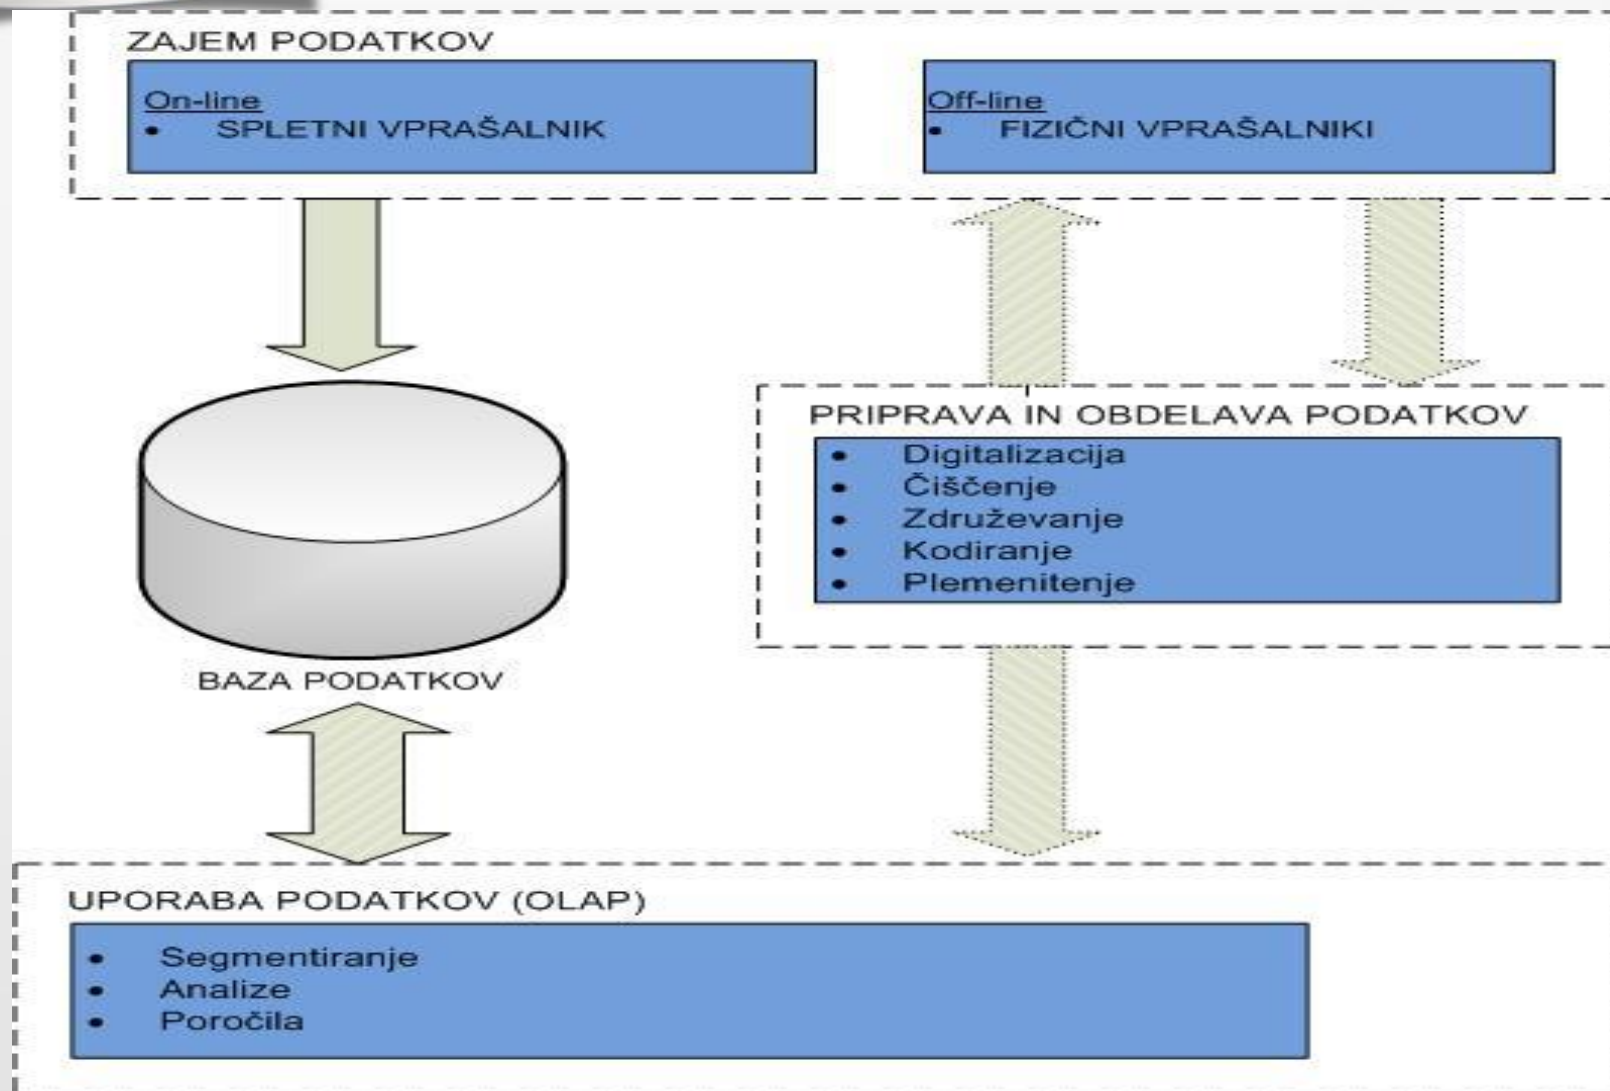 ZAJEM PODATKOV
On-line
• SPLETNI VPRAŠALNIK
Off-line
• FIZIČNI VPRAŠALNIKI
PRIPRAVA IN OBDELAVA PODATKOV
• Digitalizacija
• Čiščenje
• Združevanje
• Kodiranje
• Plemenitenje
BAZA PODATKOV
UPORABA PODATKOV (OLAP)
• Segmentiranje
• Analize
• Poročila